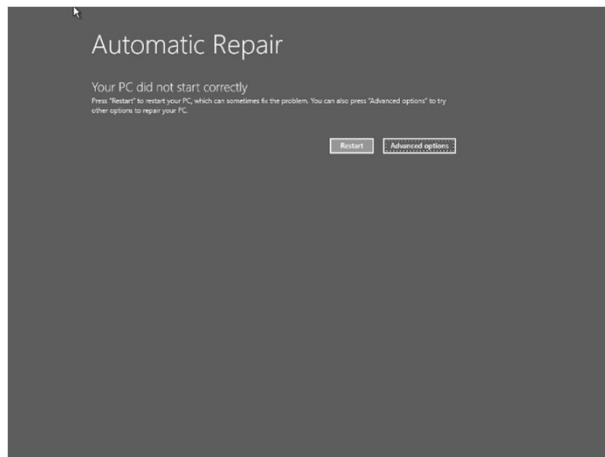 Automatic Repair
Your PC did not start correctly
Press "Restart" to restart your PC, which can sometimes fix the problem. You can also press "Advanced options" to try
other options to repair your PC.
Restart
Advanced options